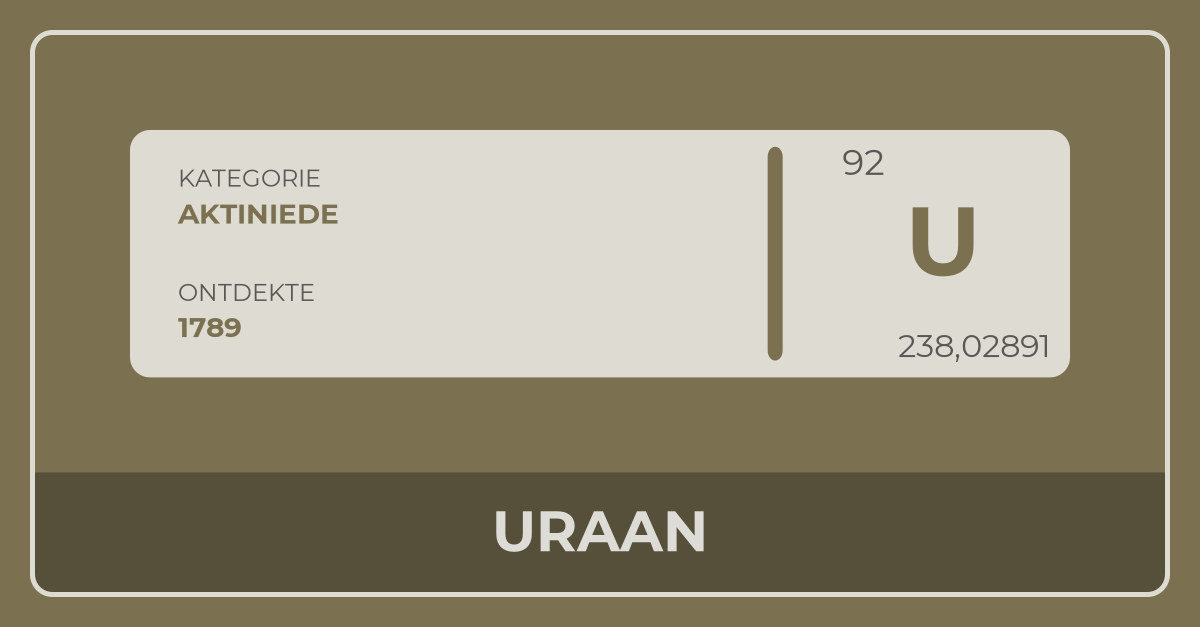 KATEGORIE
AKTINIEDE
ONTDEKTE
1789
92
U
238,02891
URAAN